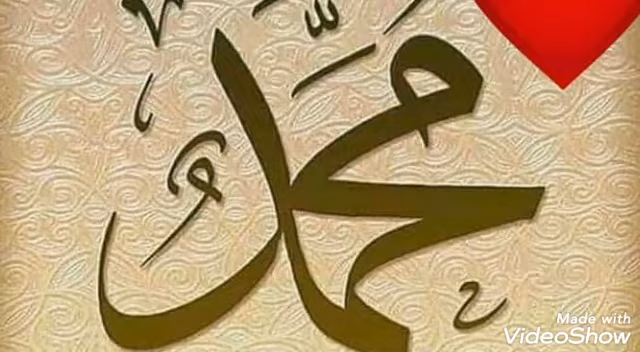 محمد
Made with
VideoShow